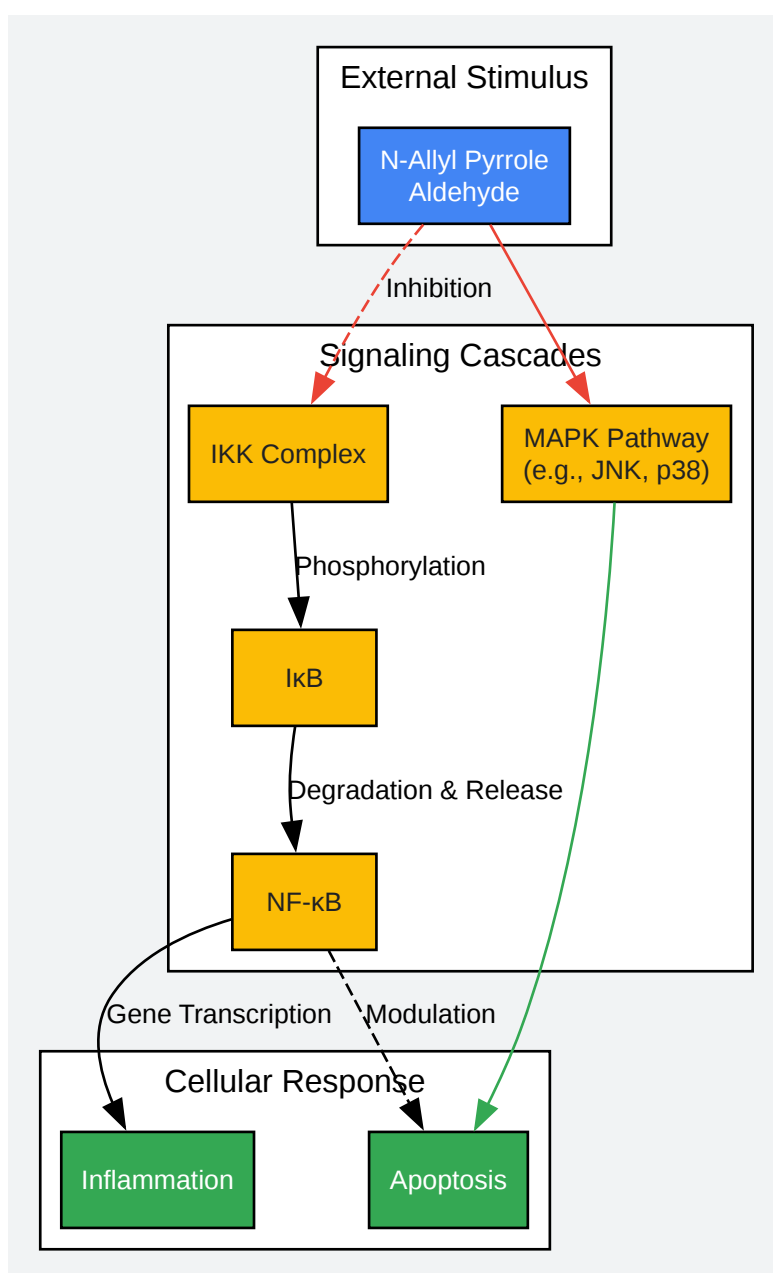 External Stimulus
N-Allyl Pyrrole
Aldehyde
Inhibition
Signaling Cascades
IKK Complex
MAPK Pathway
(e.g., JNK, p38)
Phosphorylation
IκB
Degradation & Release
NF-κB
Gene Transcription
Modulation
Cellular Response
Inflammation
Apoptosis